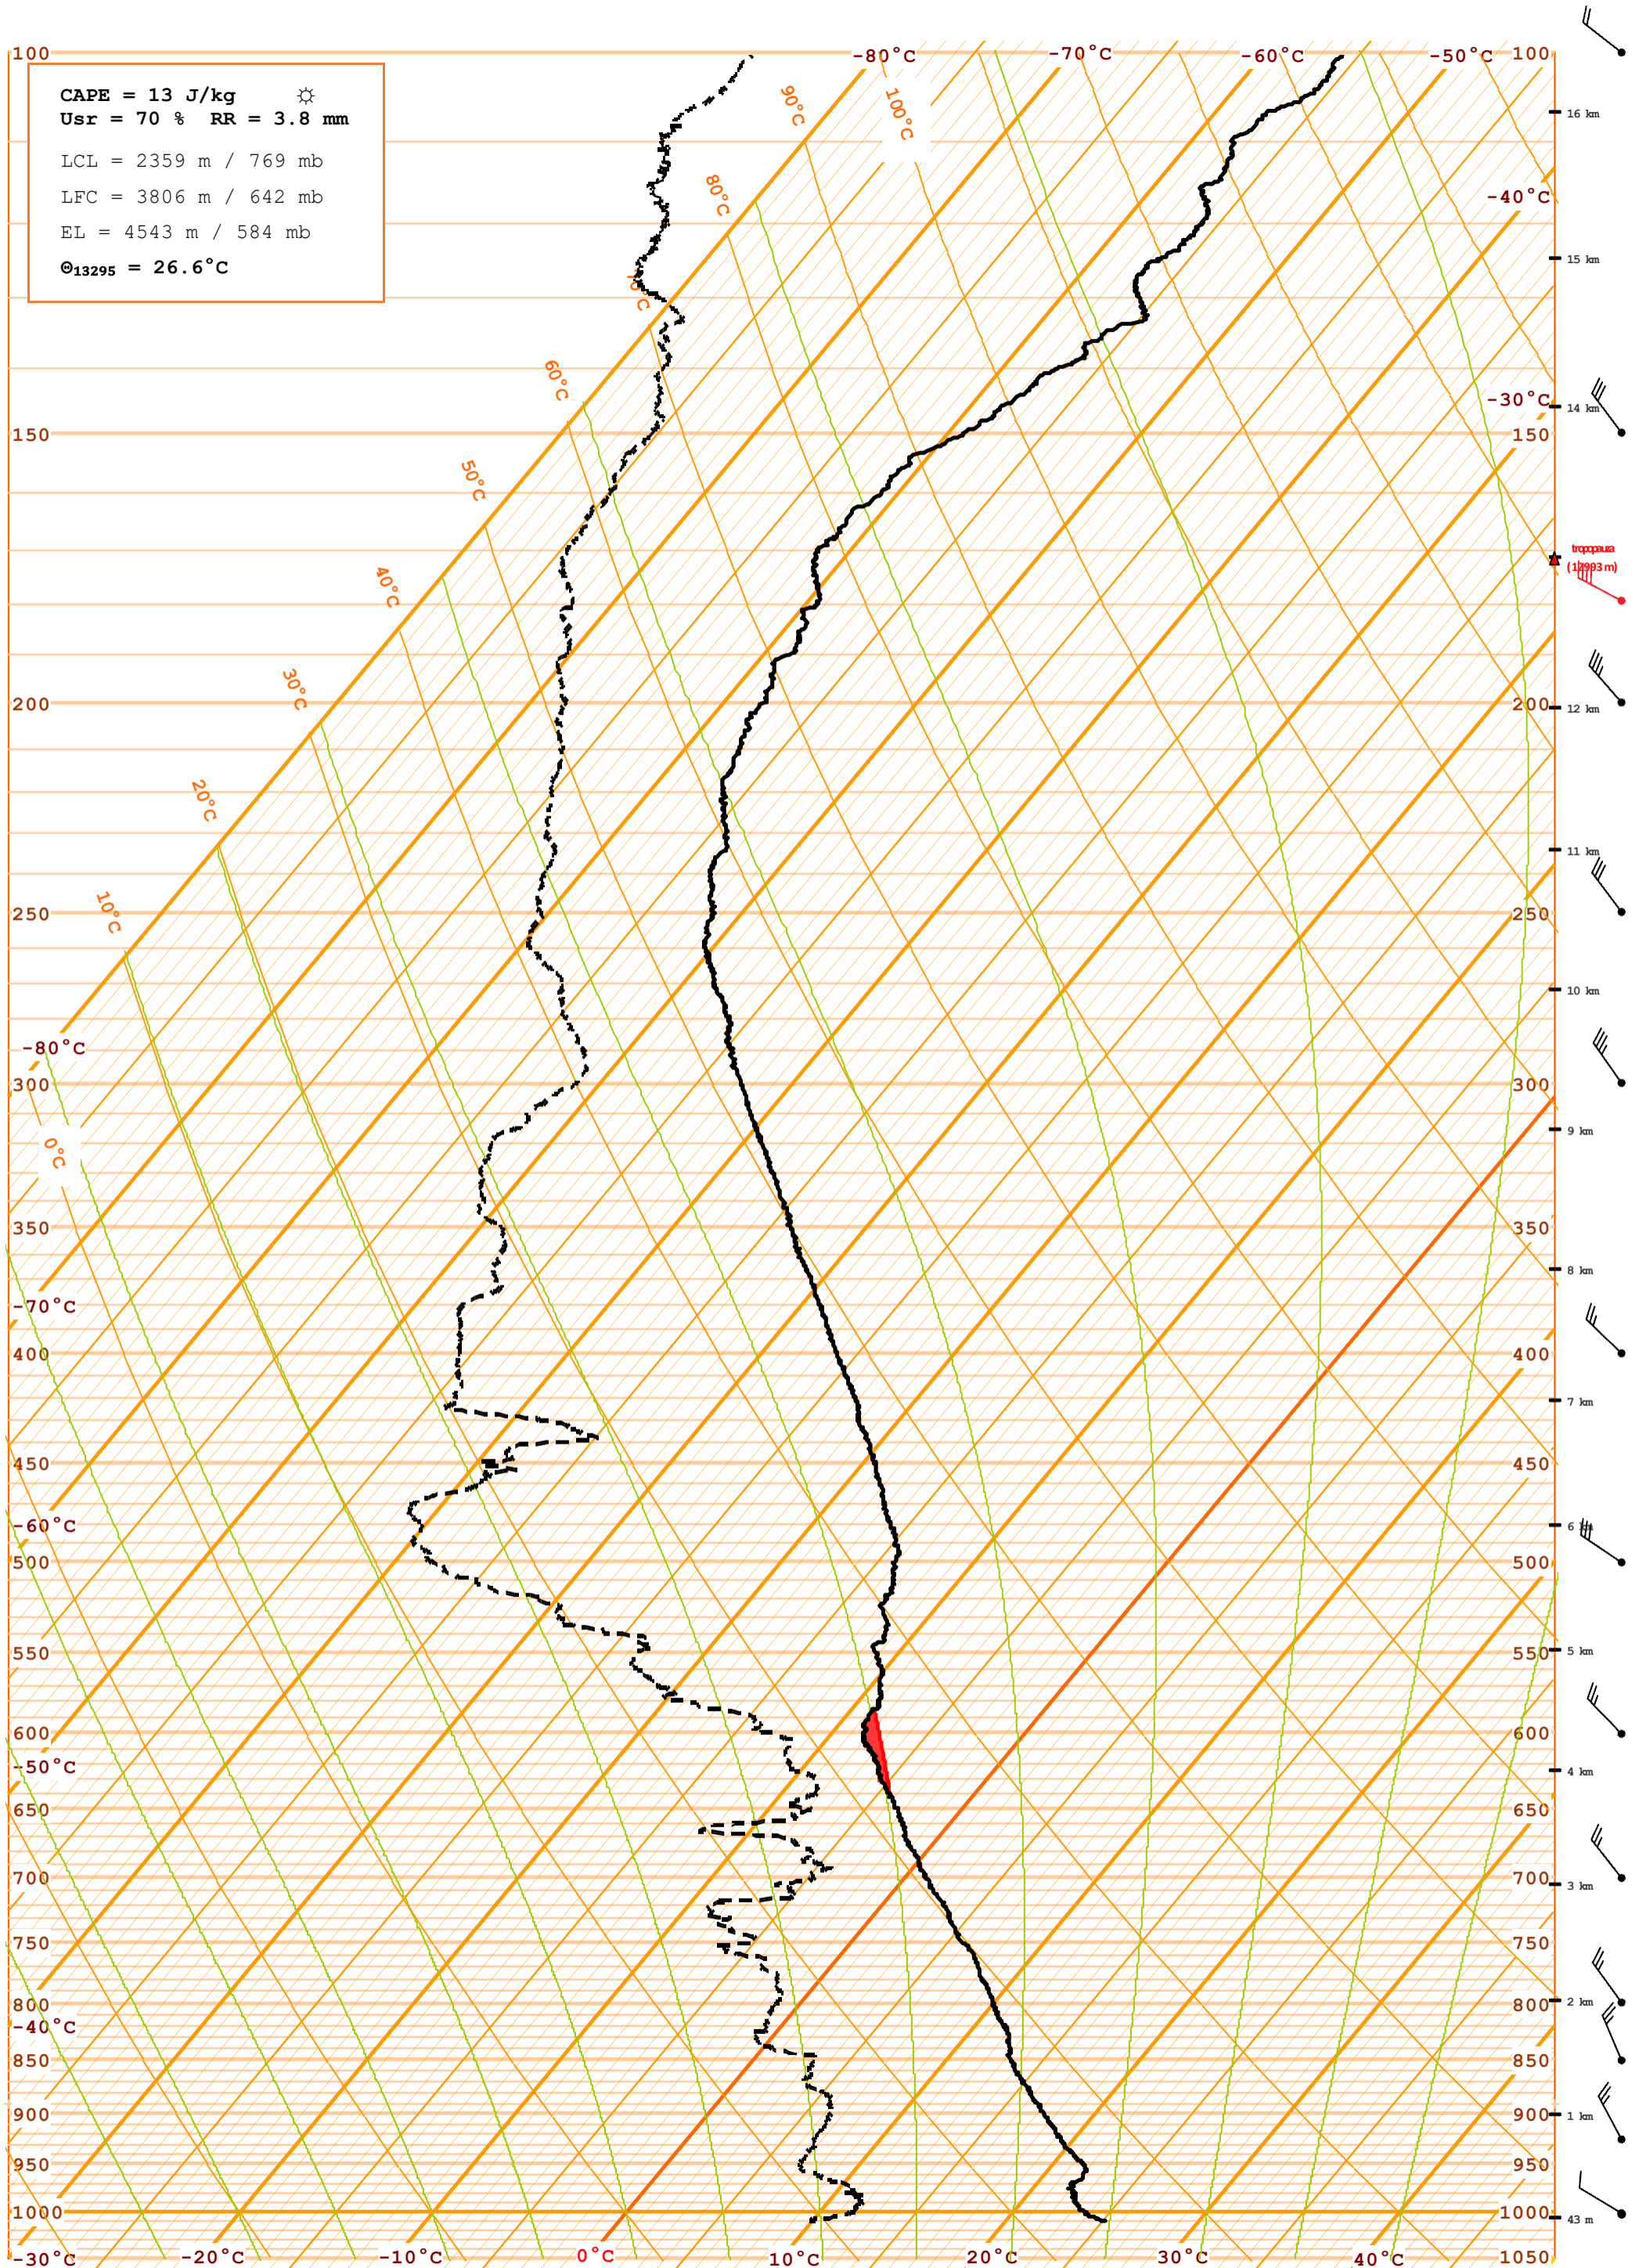 100 -80°C -70°C -60°C -50°C 100
CAPE = 13 J/kg ☼
Usr = 70 % RR = 3.8 mm
LCL = 2359 m / 769 mb
LFC = 3806 m / 642 mb
EL = 4543 m / 584 mb
Θ13295 = 26.6°C
90°C 100°C
16 km
80°C
-40°C
15 km
60°C
-30°C 14 km
150 150
50°C
tropopauza
40°C
30°C
200 200 12 km
20°C
11 km
10°C
250 250
10 km
-80°C
300 300
0°C
9 km
350 350
8 km
-70°C
400 400
7 km
450 450
-60°C 6 km
500 500
550 550 5 km
600 600
-50°C 4 km
650 650
700 700 3 km
750 750
800 800 2 km
-40°C
850 850
900 900 1 km
950 950
1000 1000 43 m
-30°C -20°C -10°C 0°C 10°C 20°C 30°C 40°C 1050